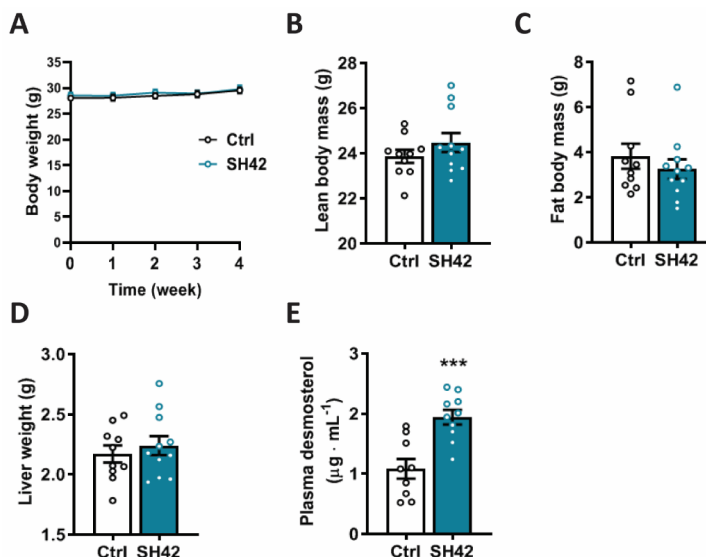 A
Body weight (g)
35
30
25
20
15
10
5
0
Ctrl
SH42
0 1 2 3 4
Time (week)
B
Lean body mass (g)
28
26
24
22
20
Ctrl SH42
C
Fat body mass (g)
8
6
4
2
0
Ctrl SH42
D
Liver weight (g)
3.0
2.5
2.0
1.5
Ctrl SH42
E
Plasma desmosterol
(µg · mL⁻¹)
3
2
1
0
***
Ctrl SH42